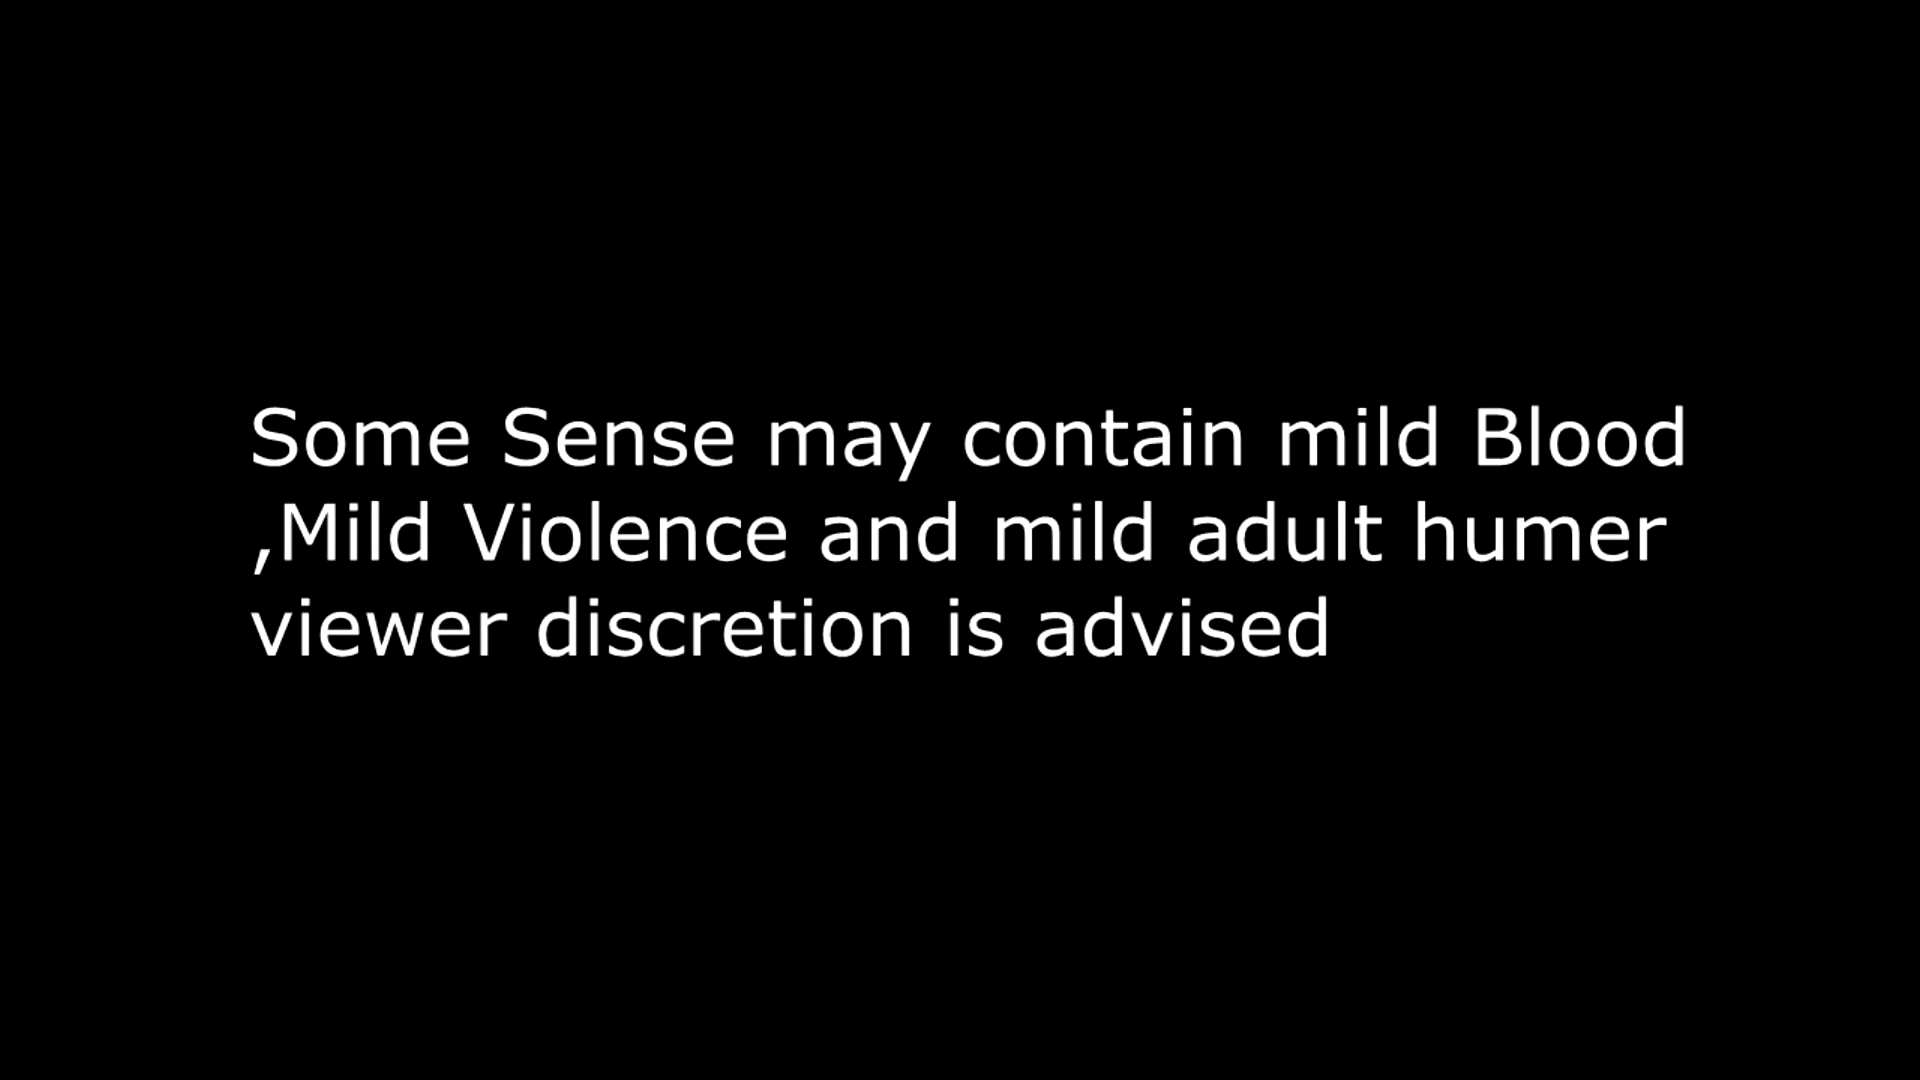 Some Sense may contain mild Blood
,Mild Violence and mild adult humer
viewer discretion is advised